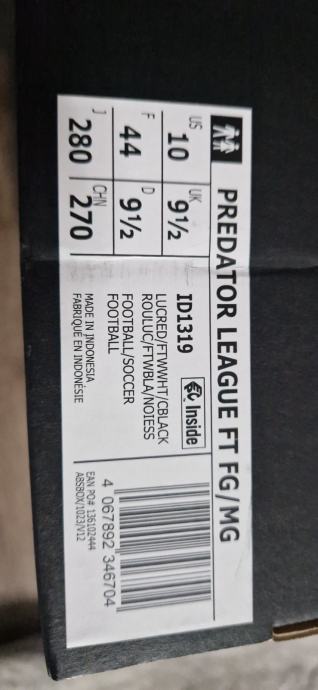 PREDATOR LEAGUE FT FG/MG
US 10 UK 9½
F 44 D 9½
J 280 CHN 270
ID1319
Inside
LUCRED/FTWWHT/CBLACK
ROULUC/FTWBLA/NOIESS
FOOTBALL/SOCCER
FOOTBALL
MADE IN INDONESIA
FABRIQUÉ EN INDONÉSIE
4 067892 346704
EAN PO# 136102444
ABSBOX/1023/V12